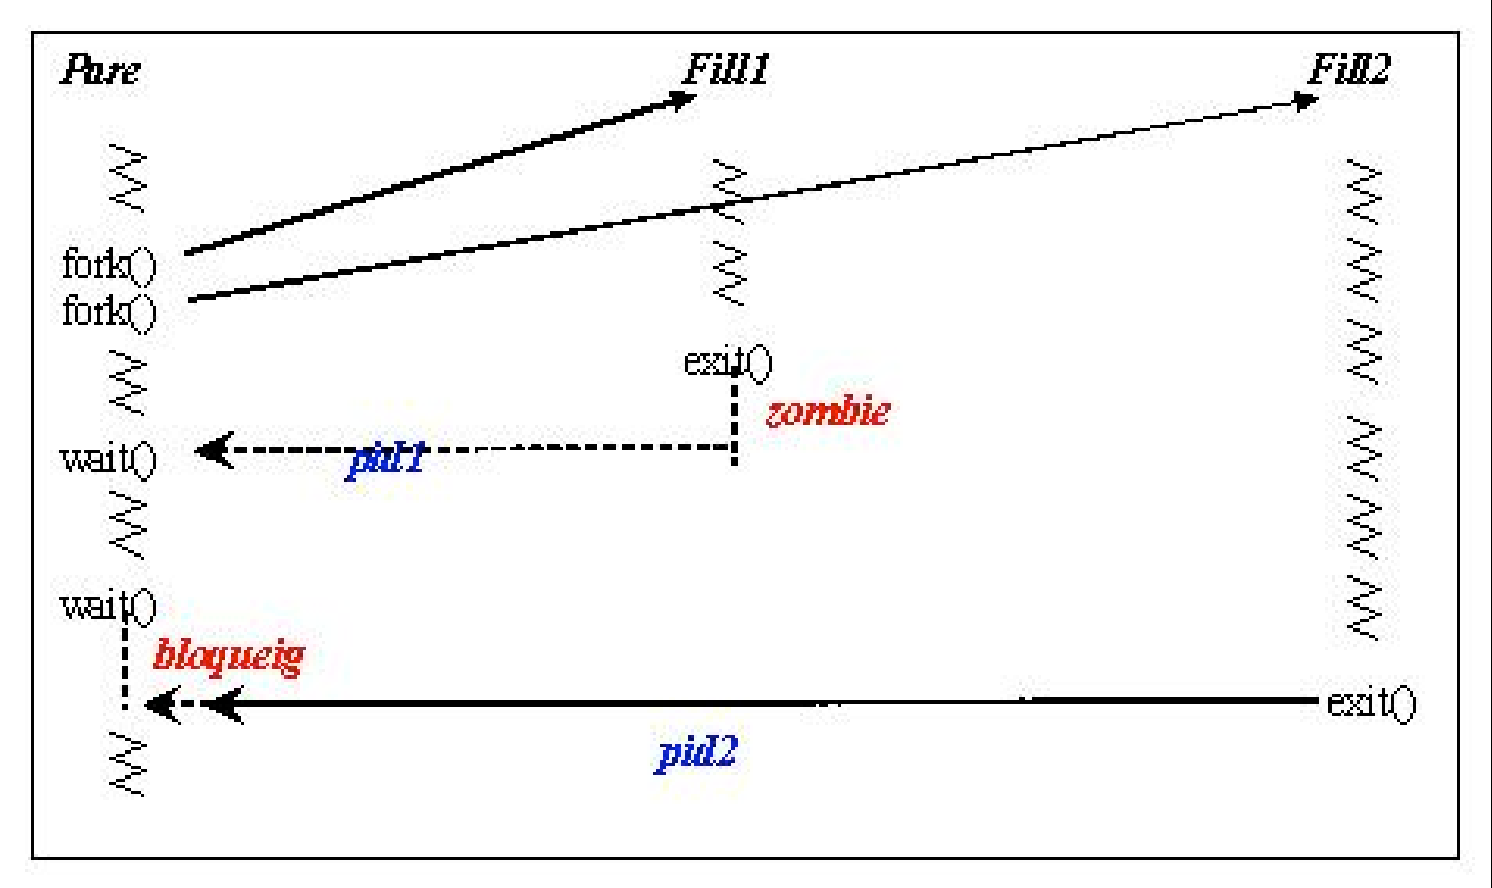 Pare Fill1 Fill2
fork()
fork()
exit()
zombie
wait()
pid1
wait()
bloqueig
exit()
pid2